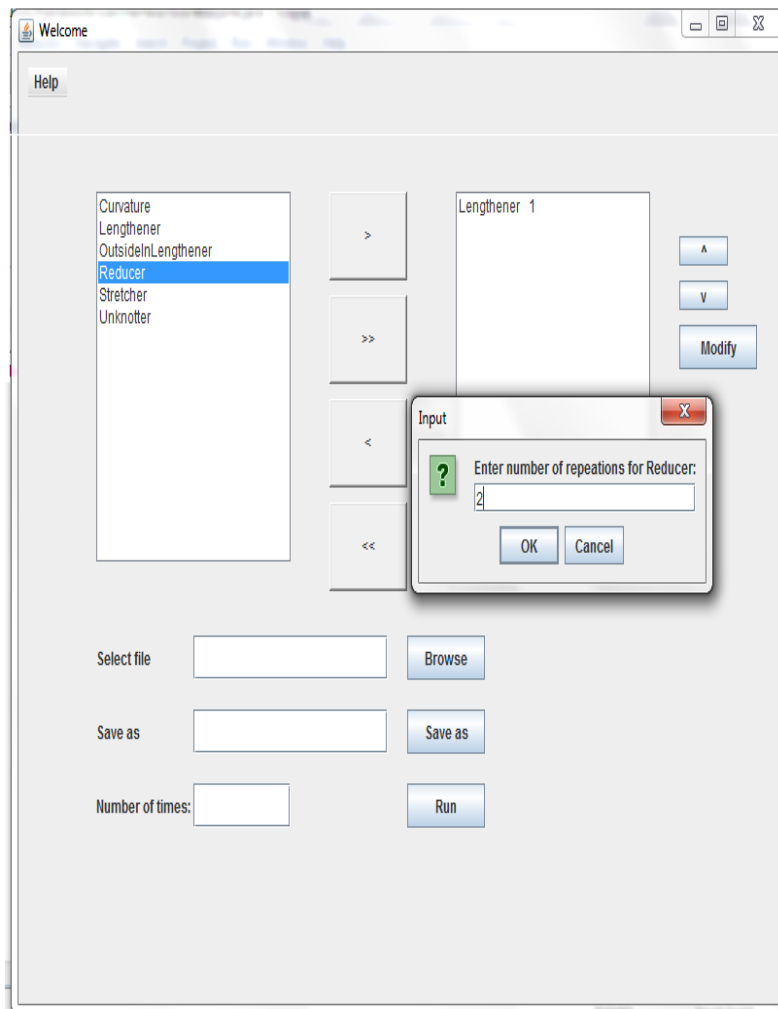 Welcome
Help
Curvature
Lengthener
OutsideInLengthener
Reducer
Stretcher
Unknotter
>
>>
<
<<
Lengthener 1
^
v
Modify
Input
Enter number of repeations for Reducer:
2
OK Cancel
Select file Browse
Save as Save as
Number of times: Run